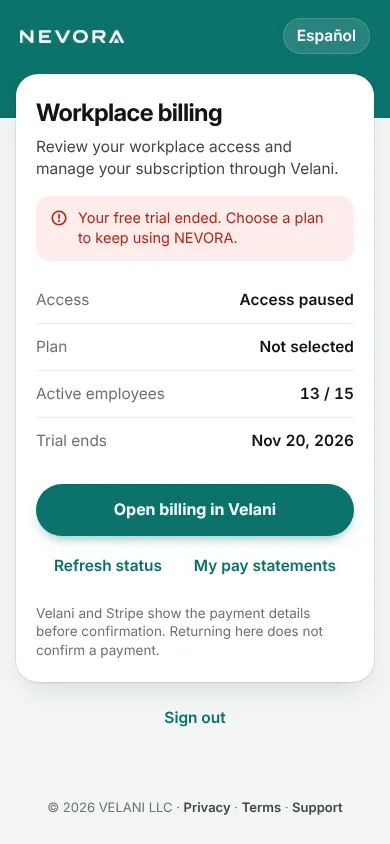 NEVORA
Español
Workplace billing
Review your workplace access and
manage your subscription through Velani.
Your free trial ended. Choose a plan
to keep using NEVORA.
Access Access paused
Plan Not selected
Active employees 13 / 15
Trial ends Nov 20, 2026
Open billing in Velani
Refresh status My pay statements
Velani and Stripe show the payment details
before confirmation. Returning here does not
confirm a payment.
Sign out
© 2026 VELANI LLC · Privacy · Terms · Support